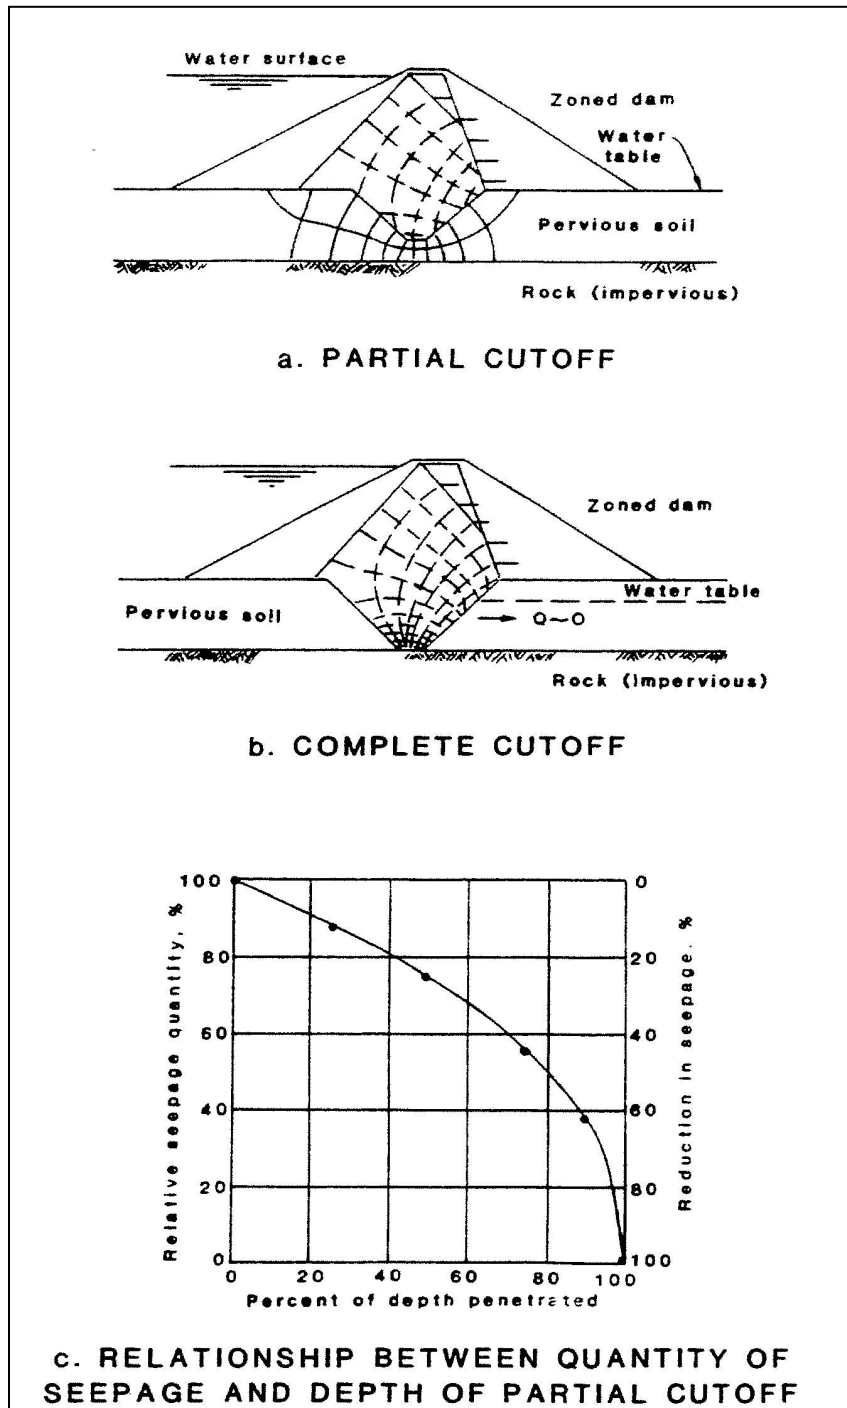 Water surface
Zoned dam
Water
table
Pervious soil
Rock (impervious)
a. PARTIAL CUTOFF
Zoned dam
Water table
Pervious soil
Q~O
Rock (Impervious)
b. COMPLETE CUTOFF
Relative seepage quantity, %
100
80
60
40
20
0
0
20
40
60
80
100
Reduction in seepage, %
0 20 40 60 80 100
Percent of depth penetrated
c. RELATIONSHIP BETWEEN QUANTITY OF
SEEPAGE AND DEPTH OF PARTIAL CUTOFF